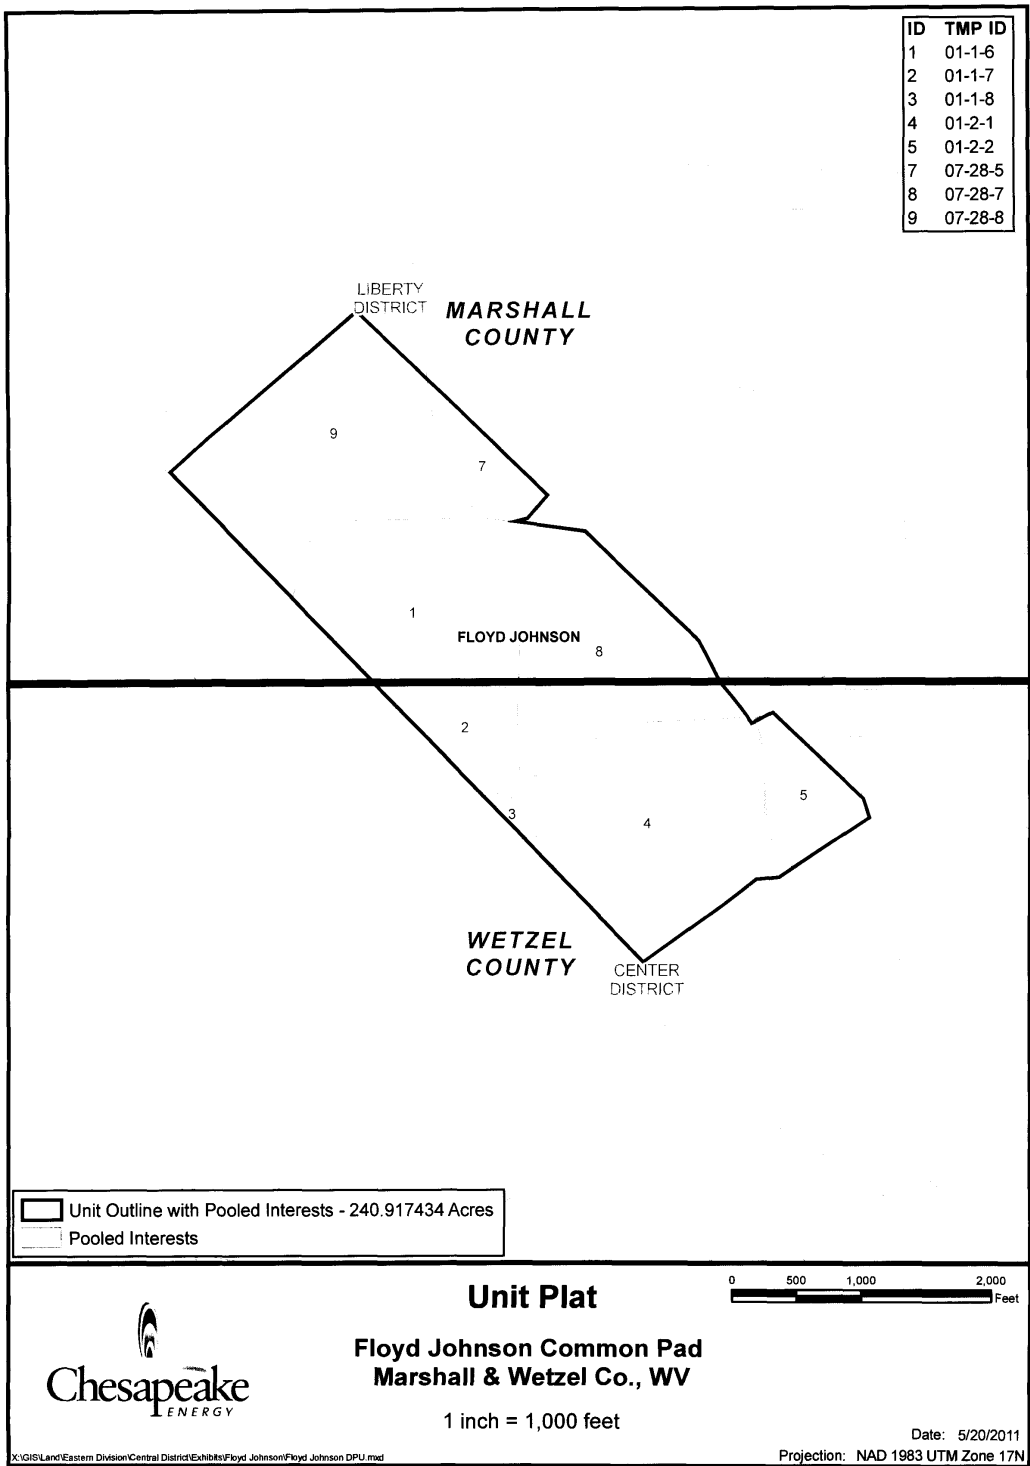 ID TMP ID
1 01-1-6
2 01-1-7
3 01-1-8
4 01-2-1
5 01-2-2
7 07-28-5
8 07-28-7
9 07-28-8
LIBERTY
DISTRICT
MARSHALL
COUNTY
9
7
1
FLOYD JOHNSON
8
2
5
3
4
WETZEL
COUNTY
CENTER
DISTRICT
Unit Outline with Pooled Interests - 240.917434 Acres
Pooled Interests
Unit Plat
0 500 1,000 2,000
Feet
Floyd Johnson Common Pad
Marshall & Wetzel Co., WV
Chesapeake
ENERGY
1 inch = 1,000 feet
Date: 5/20/2011
X:\GIS\Land\Eastern Division\Central District\Exhibits\Floyd Johnson\Floyd Johnson DPU.mxd
Projection: NAD 1983 UTM Zone 17N